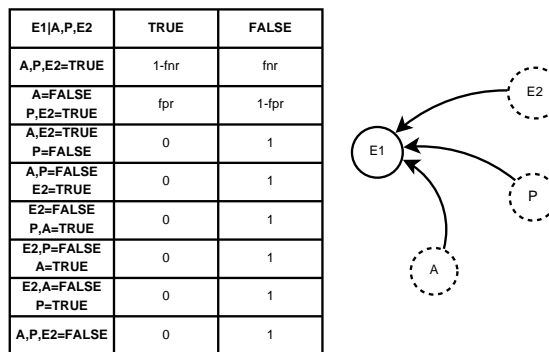 E1|A,P,E2 TRUE FALSE
A,P,E2=TRUE 1-fnr fnr
A=FALSE
P,E2=TRUE fpr 1-fpr
A,E2=TRUE
P=FALSE 0 1
A,P=FALSE
E2=TRUE 0 1
E2=FALSE
P,A=TRUE 0 1
E2,P=FALSE
A=TRUE 0 1
E2,A=FALSE
P=TRUE 0 1
A,P,E2=FALSE 0 1
E2
E1
P
A